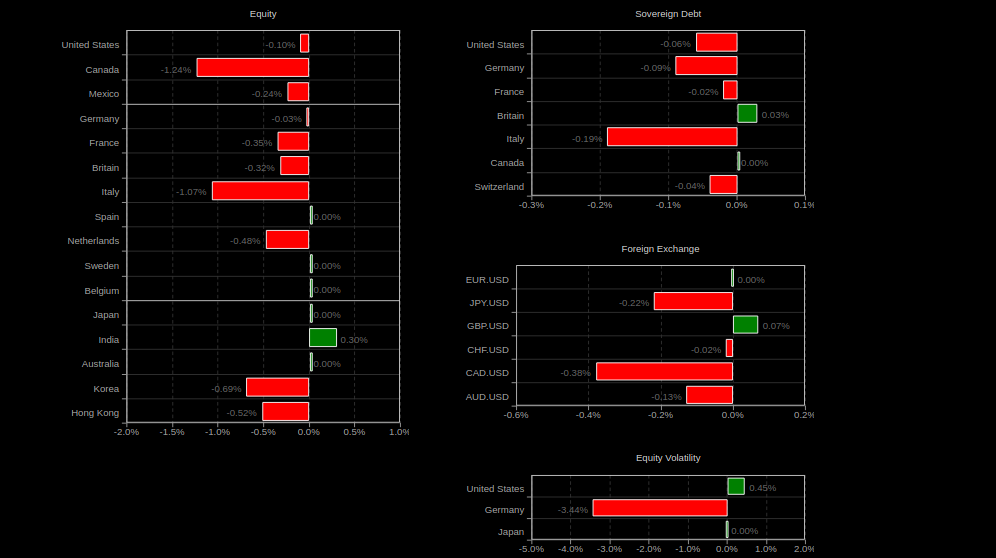 Equity
United States -0.10%
Canada -1.24%
Mexico -0.24%
Germany -0.03%
France -0.35%
Britain -0.32%
Italy -1.07%
Spain 0.00%
Netherlands -0.48%
Sweden 0.00%
Belgium 0.00%
Japan 0.00%
India 0.30%
Australia 0.00%
Korea -0.69%
Hong Kong -0.52%
-2.0% -1.5% -1.0% -0.5% 0.0% 0.5% 1.0%
Sovereign Debt
United States -0.06%
Germany -0.09%
France -0.02%
Britain 0.03%
Italy -0.19%
Canada 0.00%
Switzerland -0.04%
-0.3% -0.2% -0.1% 0.0% 0.1%
Foreign Exchange
EUR.USD 0.00%
JPY.USD -0.22%
GBP.USD 0.07%
CHF.USD -0.02%
CAD.USD -0.38%
AUD.USD -0.13%
-0.6% -0.4% -0.2% 0.0% 0.2%
Equity Volatility
United States 0.45%
Germany -3.44%
Japan 0.00%
-5.0% -4.0% -3.0% -2.0% -1.0% 0.0% 1.0% 2.0%